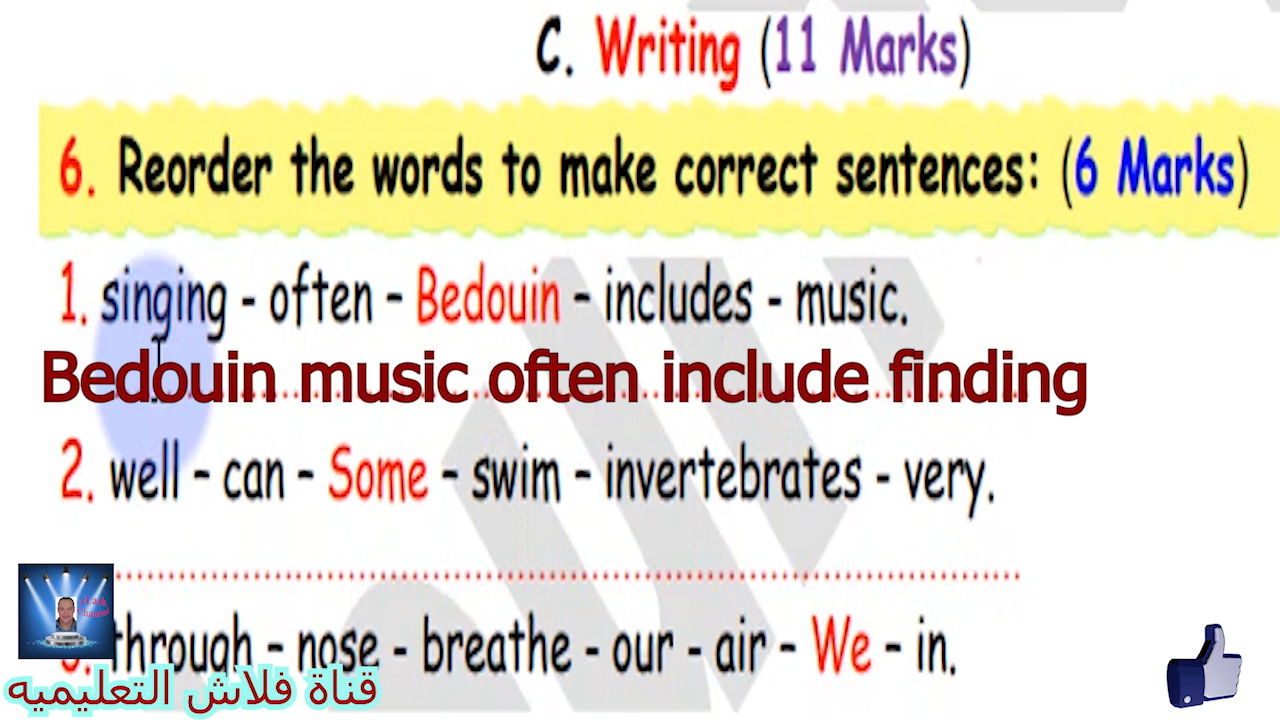 C. Writing (11 Marks)
6. Reorder the words to make correct sentences: (6 Marks)
1. singing - often – Bedouin – includes - music.
Bedouin music often include finding
2. well – can – Some – swim – invertebrates - very.
3. through – nose - breathe - our - air – We – in.
قناة فلاش التعليميه